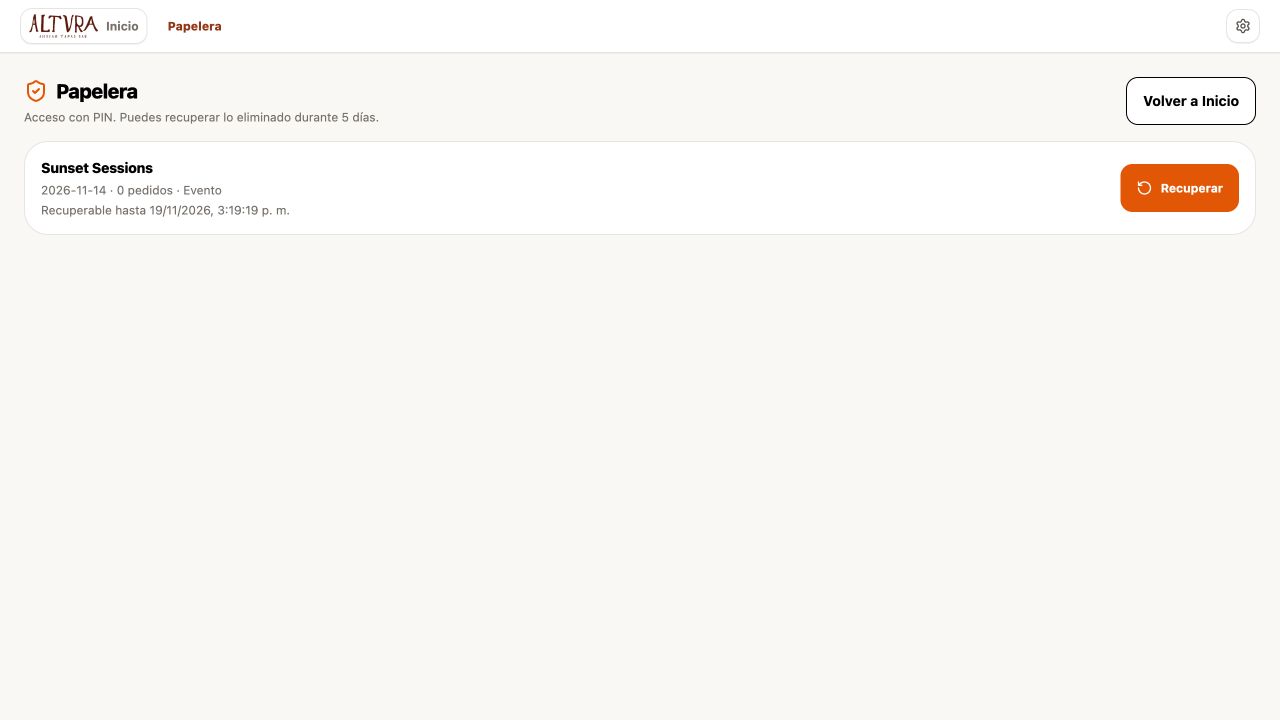 ALTVRA Inicio
Papelera
Papelera
Volver a Inicio
Acceso con PIN. Puedes recuperar lo eliminado durante 5 días.
Sunset Sessions
2026-11-14 · 0 pedidos · Evento
Recuperable hasta 19/11/2026, 3:19:19 p. m.
Recuperar